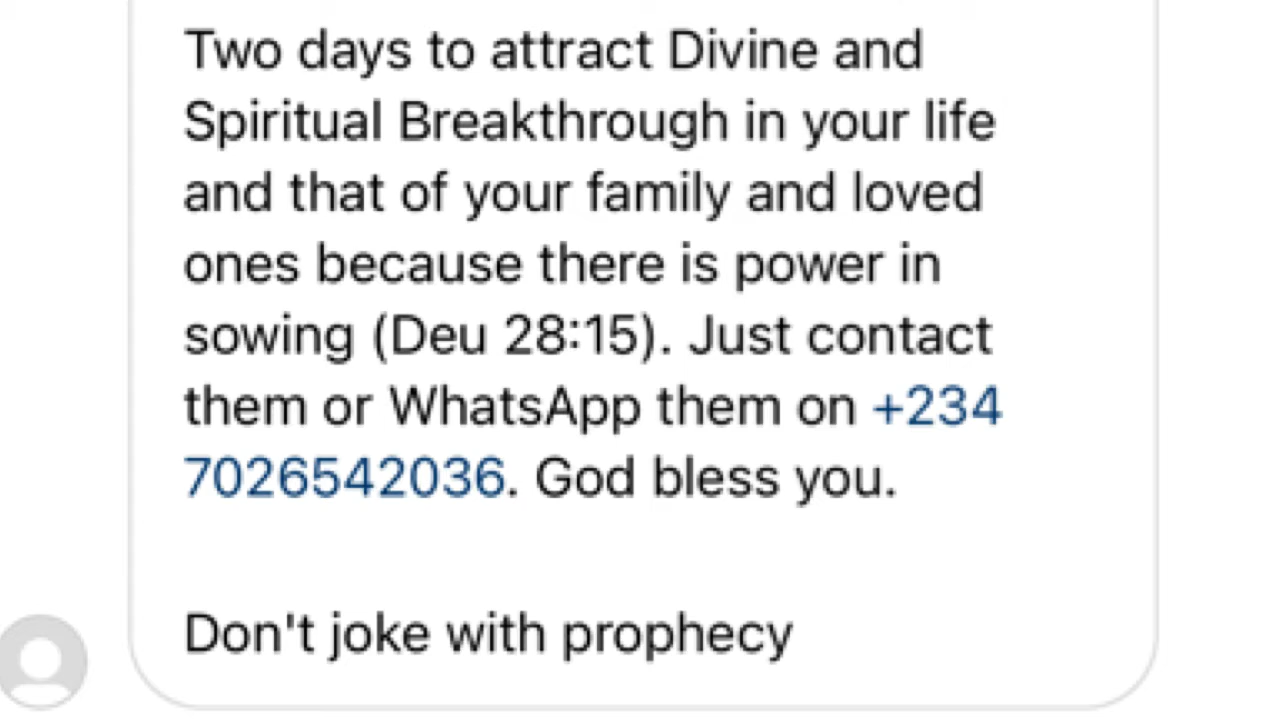 Two days to attract Divine and
Spiritual Breakthrough in your life
and that of your family and loved
ones because there is power in
sowing (Deu 28:15). Just contact
them or WhatsApp them on +234
7026542036. God bless you.
Don't joke with prophecy